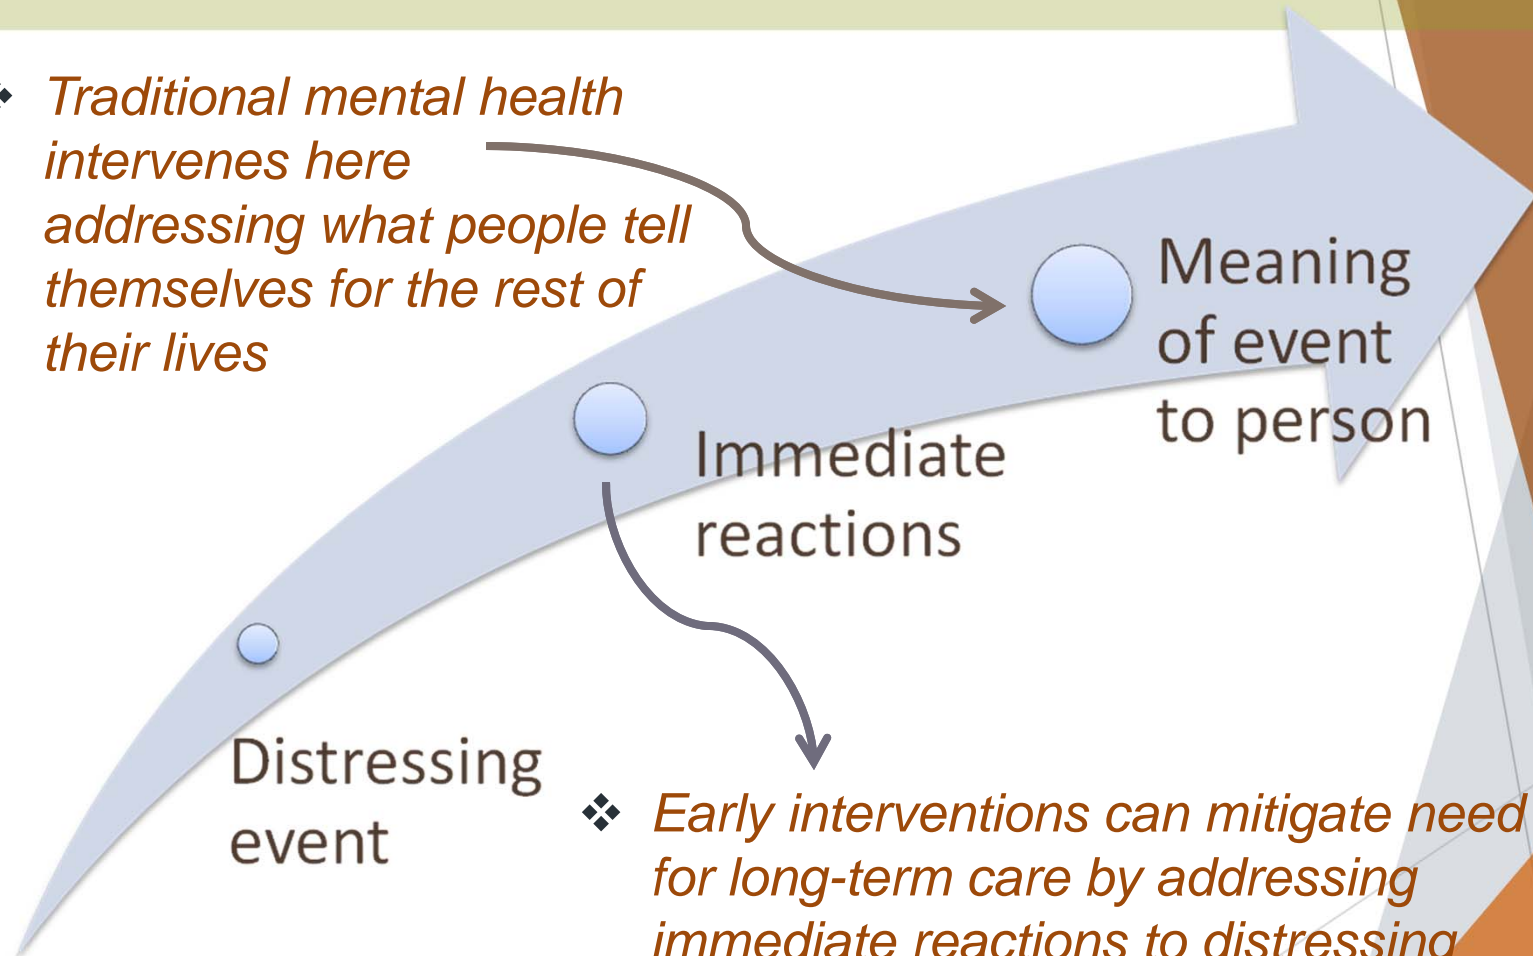 ❖ Traditional mental health
intervenes here
addressing what people tell
themselves for the rest of
their lives
Meaning
of event
to person
Immediate
reactions
Distressing
event
❖ Early interventions can mitigate need
for long-term care by addressing
immediate reactions to distressing